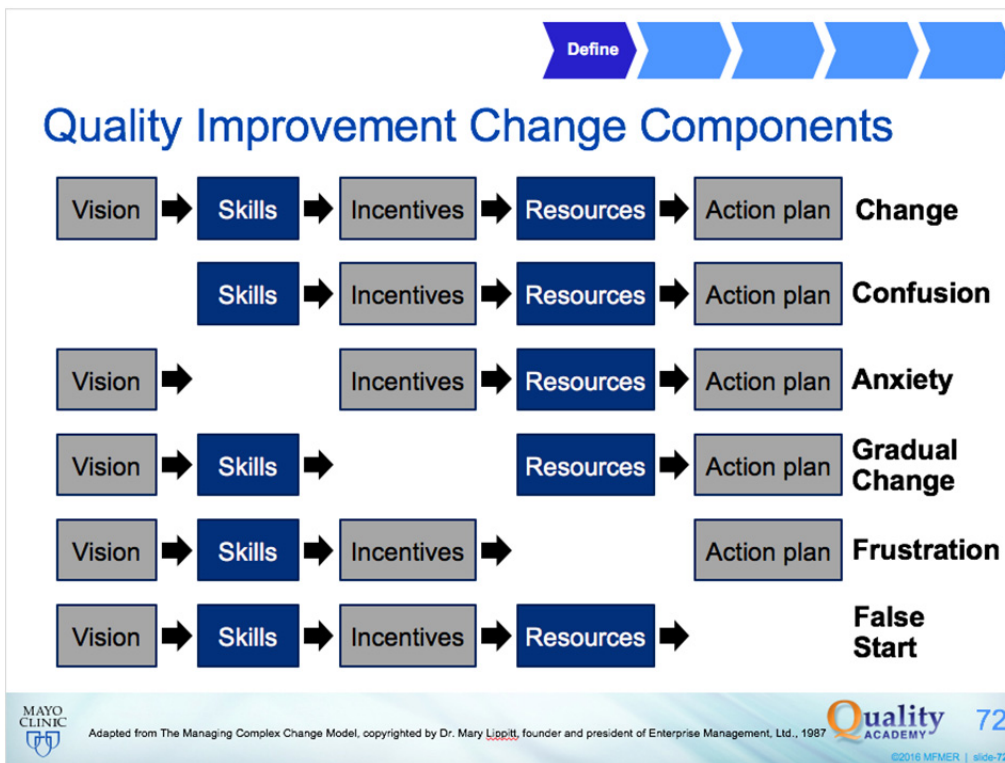 Define
Quality Improvement Change Components
Vision Skills Incentives Resources Action plan Change
Skills Incentives Resources Action plan Confusion
Vision Incentives Resources Action plan Anxiety
Vision Skills Resources Action plan Gradual
Change
Vision Skills Incentives Action plan Frustration
Vision Skills Incentives Resources False
Start
MAYO
CLINIC
Adapted from The Managing Complex Change Model, copyrighted by Dr. Mary Lippitt, founder and president of Enterprise Management, Ltd., 1987
Quality
ACADEMY
72
©2016 MFMER | slide-72